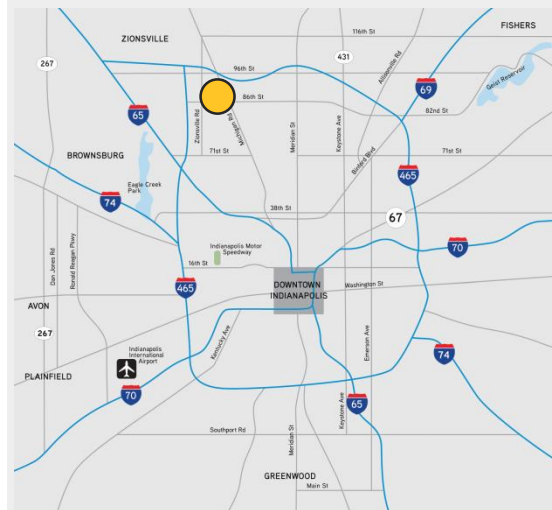 FISHERS
116th St
ZIONSVILLE
Allisonville Rd
431
267
96th St
Geist Reservoir
69
86th St
82nd St
65
Zionsville Rd
Michigan Rd
Meridian St
Keystone Ave
Binford Blvd
71st St
71st St
BROWNSBURG
465
Eagle Creek
Park
74
38th St
67
Dan Jones Rd
Ronald Reagan Pkwy
Indianapolis Motor
Speedway
70
16th St
465
DOWNTOWN
INDIANAPOLIS
Washington St
AVON
267
Kentucky Ave
Emerson Ave
Indianapolis
International
Airport
74
PLAINFIELD
70
65
Keystone Ave
Southport Rd
Meridian St
GREENWOOD
Main St